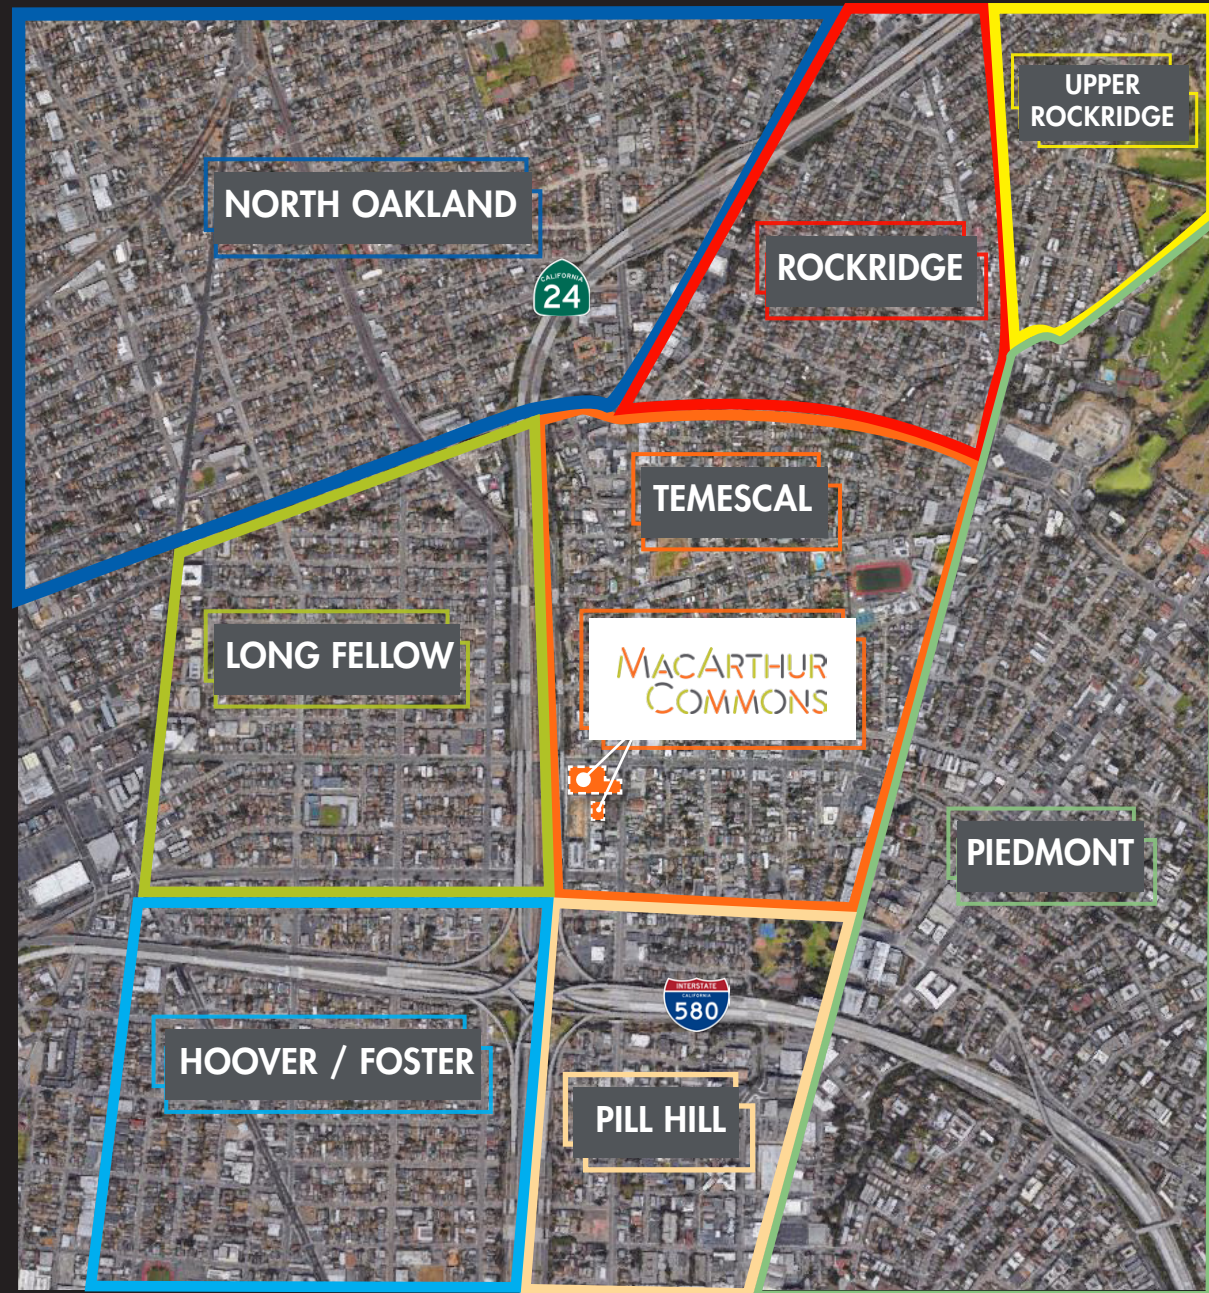 UPPER
ROCKRIDGE
NORTH OAKLAND
ROCKRIDGE
CALIFORNIA
24
TEMESCAL
LONG FELLOW
MACARTHUR
COMMONS
PIEDMONT
INTERSTATE
CALIFORNIA
580
HOOVER / FOSTER
PILL HILL